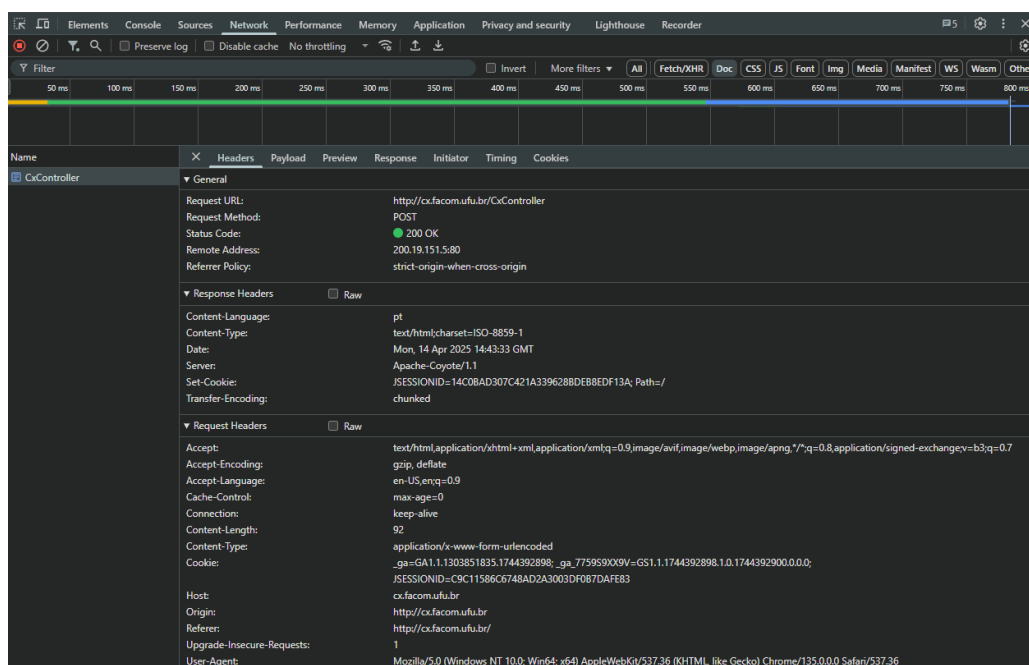 Elements Console Sources Network Performance Memory Application Privacy and security Lighthouse Recorder 5
Preserve log Disable cache No throttling
Filter Invert More filters All Fetch/XHR Doc CSS JS Font Img Media Manifest WS Wasm Othe
50 ms 100 ms 150 ms 200 ms 250 ms 300 ms 350 ms 400 ms 450 ms 500 ms 550 ms 600 ms 650 ms 700 ms 750 ms 800 ms
Name Headers Payload Preview Response Initiator Timing Cookies
CxController
General
Request URL: http://cx.facom.ufu.br/CxController
Request Method: POST
Status Code: 200 OK
Remote Address: 200.19.151.5:80
Referrer Policy: strict-origin-when-cross-origin
Response Headers Raw
Content-Language: pt
Content-Type: text/html;charset=ISO-8859-1
Date: Mon, 14 Apr 2025 14:43:33 GMT
Server: Apache-Coyote/1.1
Set-Cookie: JSESSIONID=14C0BAD307C421A339628BDEB8EDF13A; Path=/
Transfer-Encoding: chunked
Request Headers Raw
Accept: text/html,application/xhtml+xml,application/xml;q=0.9,image/avif,image/webp,image/apng,*/*;q=0.8,application/signed-exchange;v=b3;q=0.7
Accept-Encoding: gzip, deflate
Accept-Language: en-US,en;q=0.9
Cache-Control: max-age=0
Connection: keep-alive
Content-Length: 92
Content-Type: application/x-www-form-urlencoded
Cookie: _ga=GA1.1.1303851835.1744392898; _ga_7759S9XX9V=GS1.1.1744392898.1.0.1744392900.0.0.0;
JSESSIONID=C9C11586C6748AD2A3003DF0B7DAFE83
Host: cx.facom.ufu.br
Origin: http://cx.facom.ufu.br
Referer: http://cx.facom.ufu.br/
Upgrade-Insecure-Requests: 1
User-Agent: Mozilla/5.0 (Windows NT 10.0; Win64; x64) AppleWebKit/537.36 (KHTML, like Gecko) Chrome/135.0.0.0 Safari/537.36